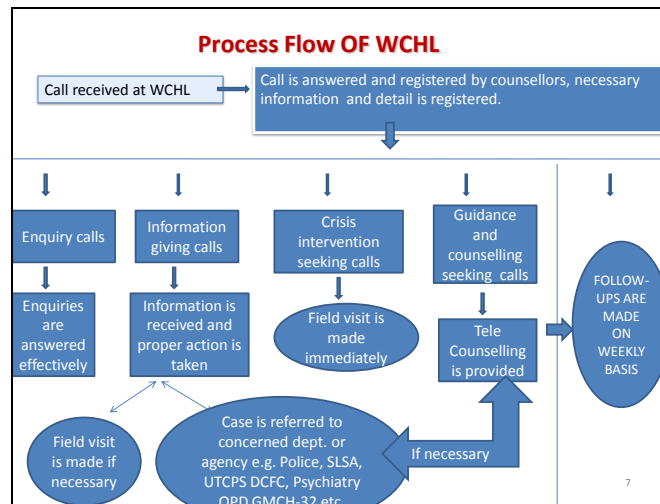 Process Flow OF WCHL
Call received at WCHL
Call is answered and registered by counsellors, necessary
information and detail is registered.
Enquiry calls
Enquiries
are
answered
effectively
Information
giving calls
Information is
received and
proper action is
taken
Crisis
intervention
seeking calls
Field visit is
made
immediately
Guidance
and
counselling
seeking calls
Tele
Counselling
is provided
FOLLOW-
UPS ARE
MADE
ON
WEEKLY
BASIS
Field visit
is made if
necessary
Case is referred to
concerned dept. or
agency e.g. Police, SLSA,
UTCPS DCFC, Psychiatry
OPD GMCH-32 etc
If necessary
7